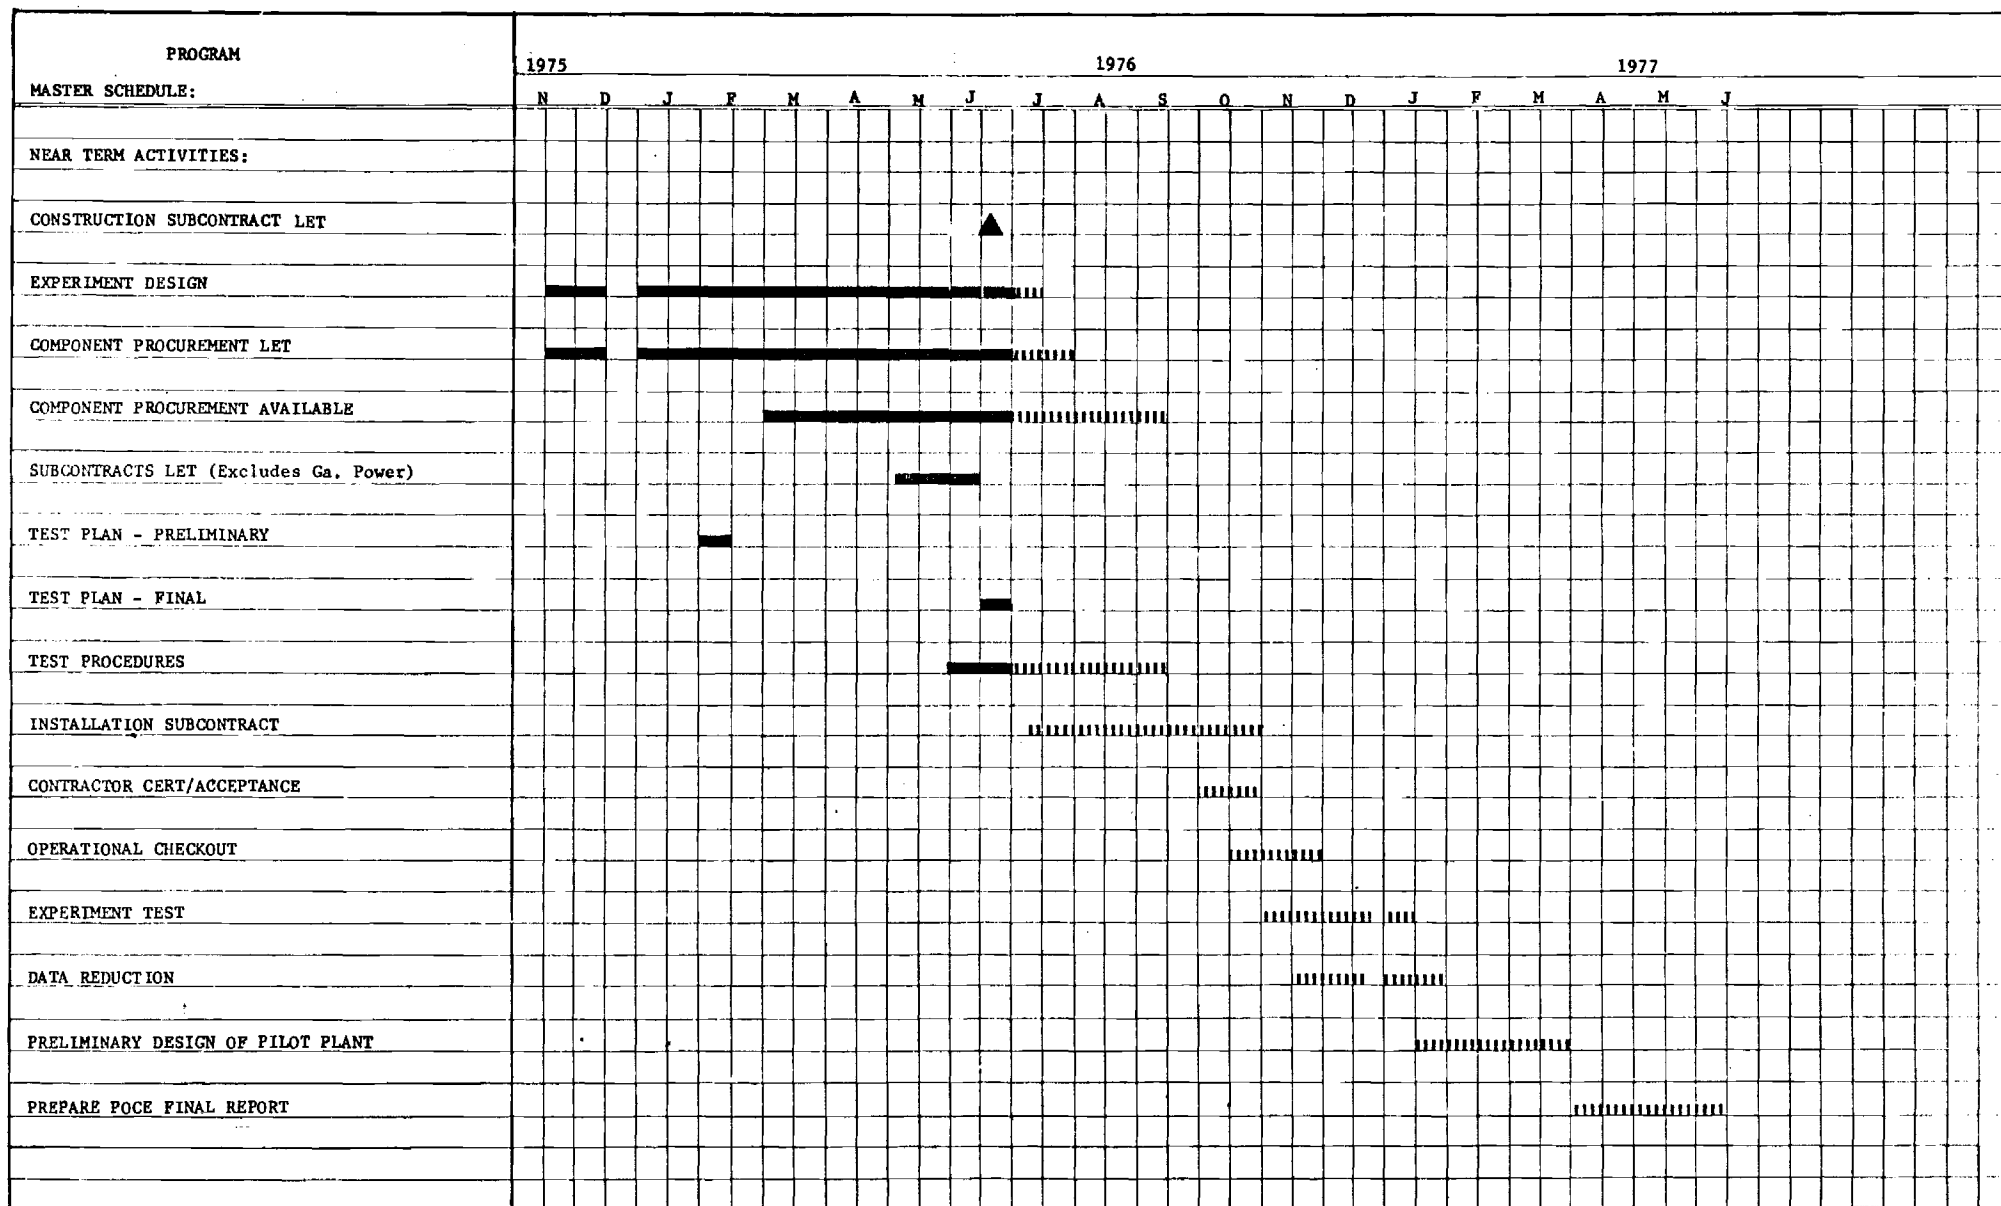 PROGRAM
1975 1976 1977
MASTER SCHEDULE:
N D J F M A M J J A S O N D J F M A M J
NEAR TERM ACTIVITIES:
CONSTRUCTION SUBCONTRACT LET
EXPERIMENT DESIGN
COMPONENT PROCUREMENT LET
COMPONENT PROCUREMENT AVAILABLE
SUBCONTRACTS LET (Excludes Ga. Power)
TEST PLAN - PRELIMINARY
TEST PLAN - FINAL
TEST PROCEDURES
INSTALLATION SUBCONTRACT
CONTRACTOR CERT/ACCEPTANCE
OPERATIONAL CHECKOUT
EXPERIMENT TEST
DATA REDUCTION
PRELIMINARY DESIGN OF PILOT PLANT
PREPARE POCE FINAL REPORT